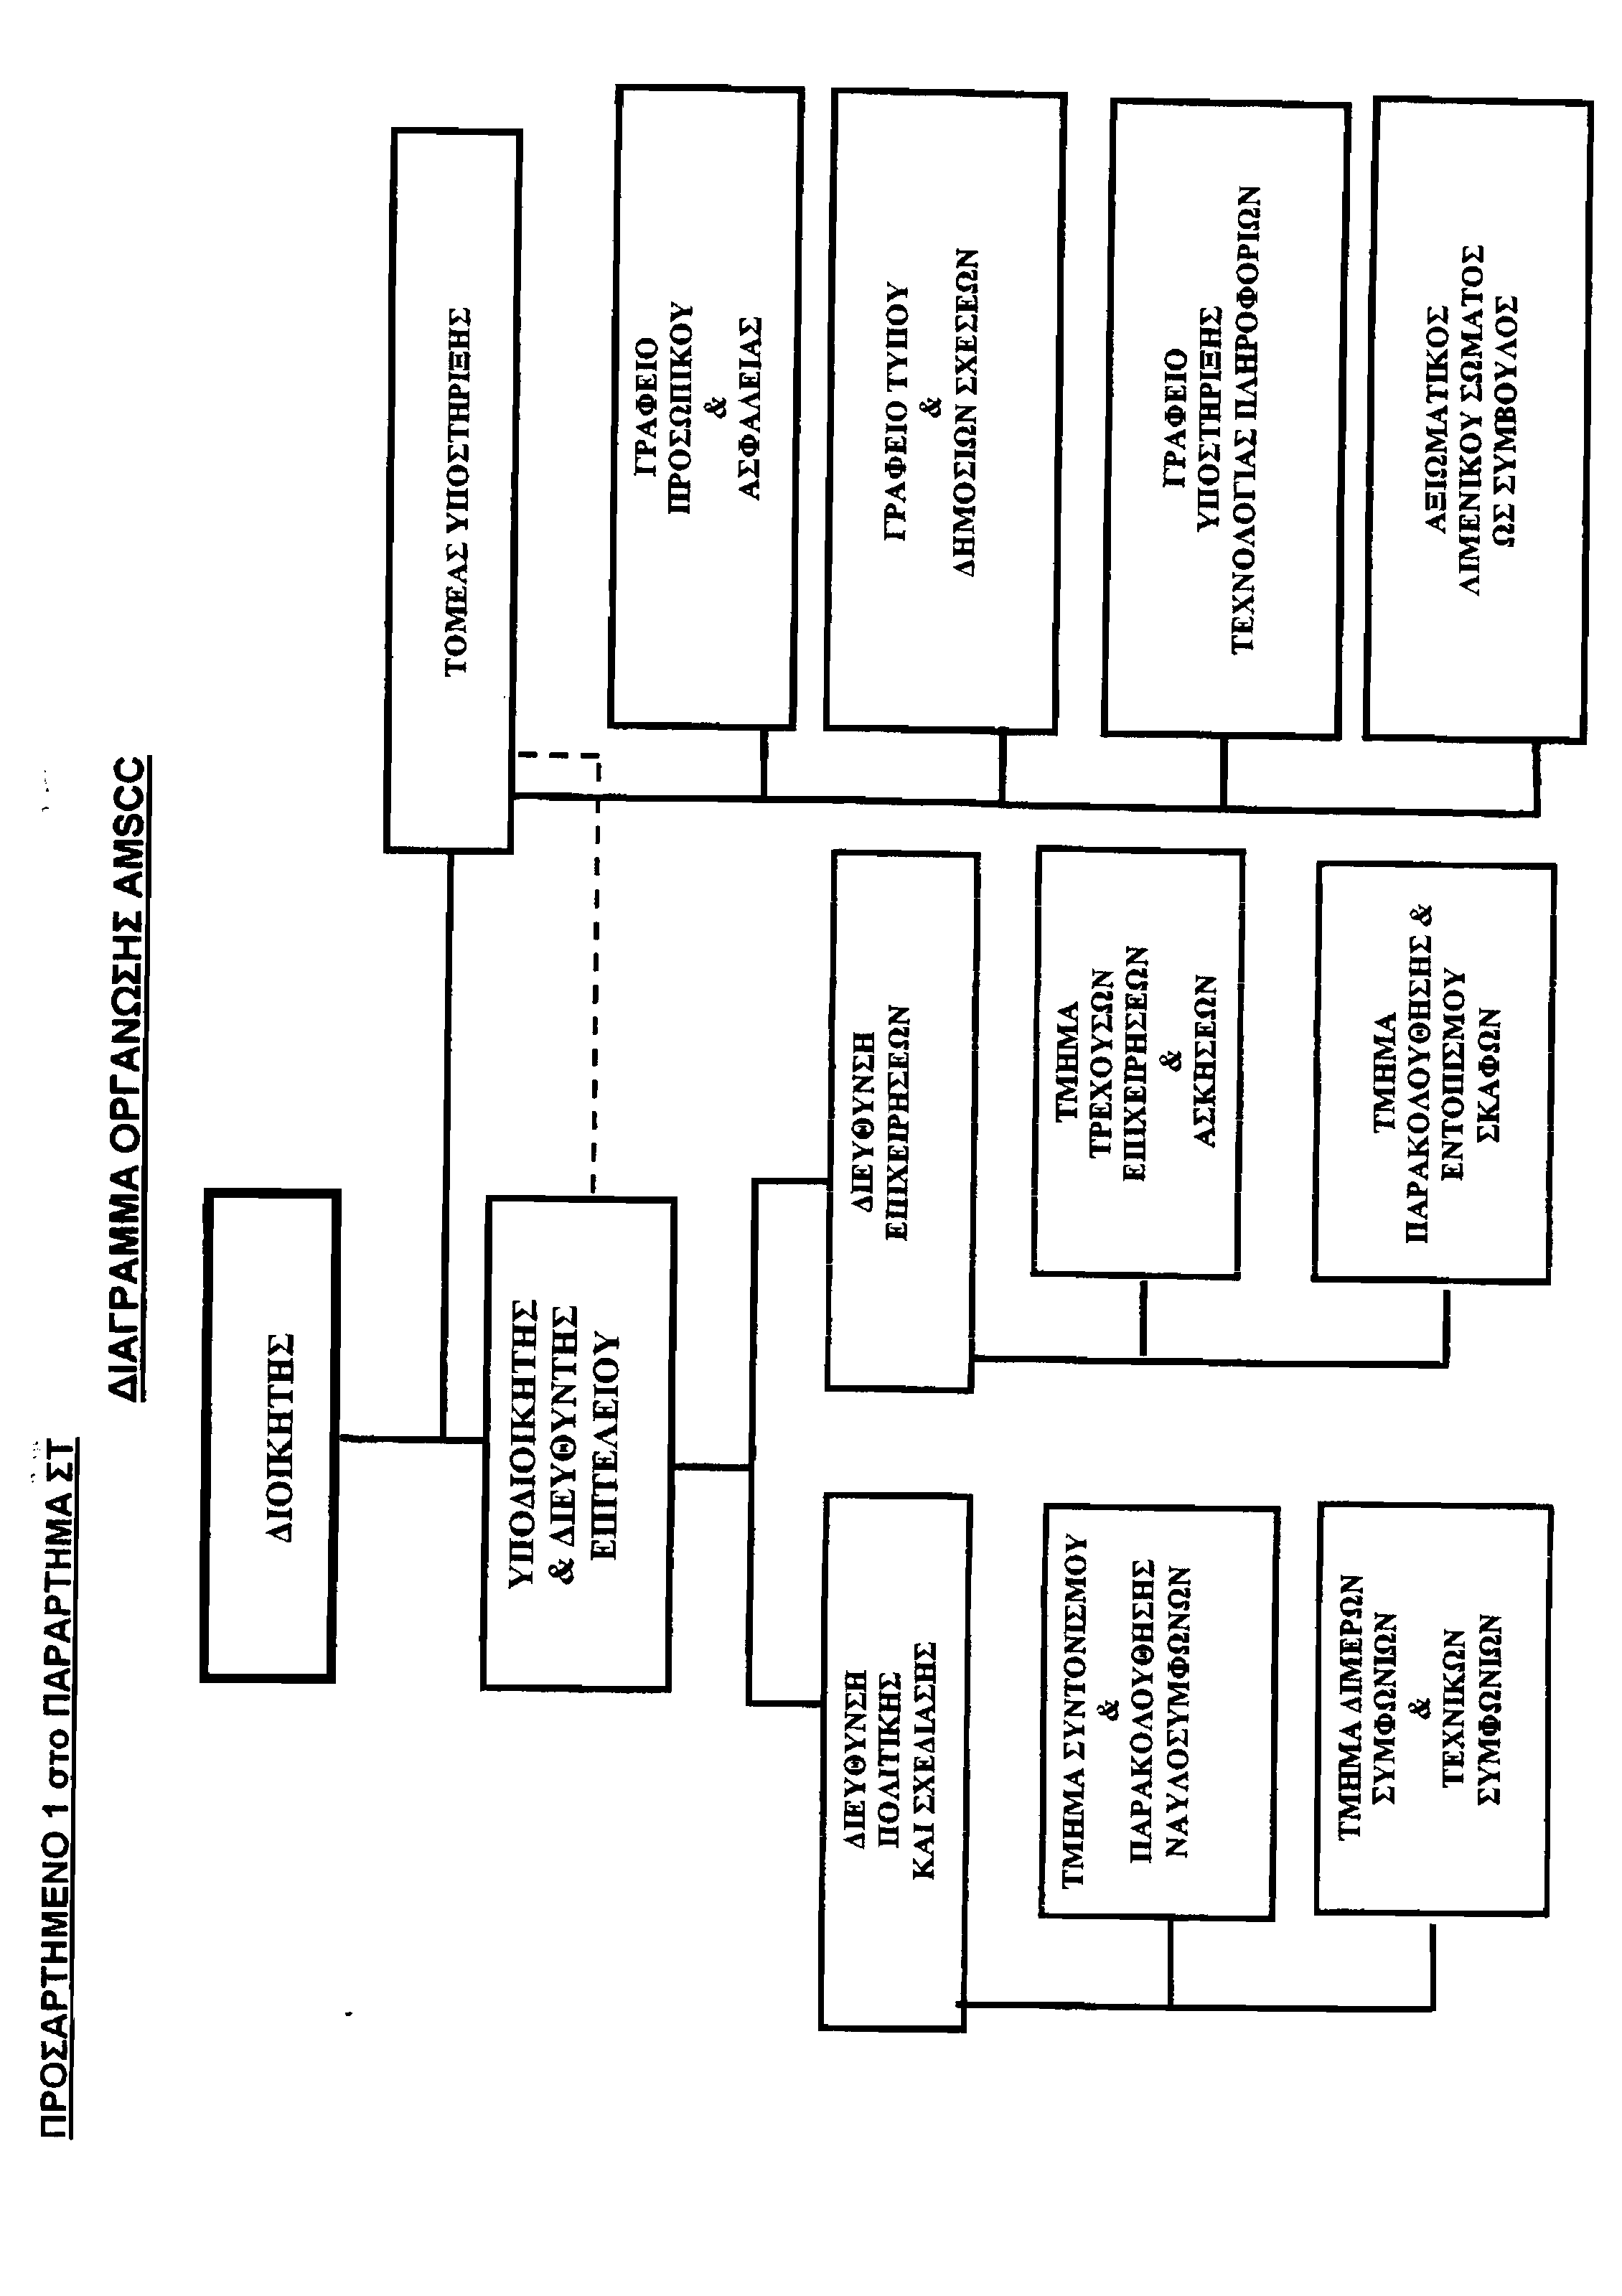 ΠΡΟΣΑΡΤΗΜΕΝΟ 1 στο ΠΑΡΑΡΤΗΜΑ ΣΤ
ΔΙΑΓΡΑΜΜΑ ΟΡΓΑΝΩΣΗΣ AMSCC
ΔΙΟΙΚΗΤΗΣ
ΤΟΜΕΑΣ ΥΠΟΣΤΗΡΙΞΗΣ
ΥΠΟΔΙΟΙΚΗΤΗΣ
& ΔΙΕΥΘΥΝΤΗΣ
ΕΠΙΤΕΛΕΙΟΥ
ΔΙΕΥΘΥΝΣΗ
ΠΟΛΙΤΙΚΗΣ
ΚΑΙ ΣΧΕΔΙΑΣΗΣ
ΤΜΗΜΑ ΣΥΝΤΟΝΙΣΜΟΥ
&
ΠΑΡΑΚΟΛΟΥΘΗΣΗΣ
ΝΑΥΛΟΣΥΜΦΩΝΩΝ
ΤΜΗΜΑ ΔΙΜΕΡΩΝ
ΣΥΜΦΩΝΙΩΝ
&
ΤΕΧΝΙΚΩΝ
ΣΥΜΦΩΝΙΩΝ
ΔΙΕΥΘΥΝΣΗ
ΕΠΙΧΕΙΡΗΣΕΩΝ
ΤΜΗΜΑ
ΤΡΕΧΟΥΣΩΝ
ΕΠΙΧΕΙΡΗΣΕΩΝ
&
ΑΣΚΗΣΕΩΝ
ΤΜΗΜΑ
ΠΑΡΑΚΟΛΟΥΘΗΣΗΣ &
ΕΝΤΟΠΙΣΜΟΥ
ΣΚΑΦΩΝ
ΓΡΑΦΕΙΟ
ΠΡΟΣΩΠΙΚΟΥ
&
ΑΣΦΑΛΕΙΑΣ
ΓΡΑΦΕΙΟ ΤΥΠΟΥ
&
ΔΗΜΟΣΙΩΝ ΣΧΕΣΕΩΝ
ΓΡΑΦΕΙΟ
ΥΠΟΣΤΗΡΙΞΗΣ
ΤΕΧΝΟΛΟΓΙΑΣ ΠΛΗΡΟΦΟΡΙΩΝ
ΑΞΙΩΜΑΤΙΚΟΣ
ΛΙΜΕΝΙΚΟΥ ΣΩΜΑΤΟΣ
ΩΣ ΣΥΜΒΟΥΛΟΣ